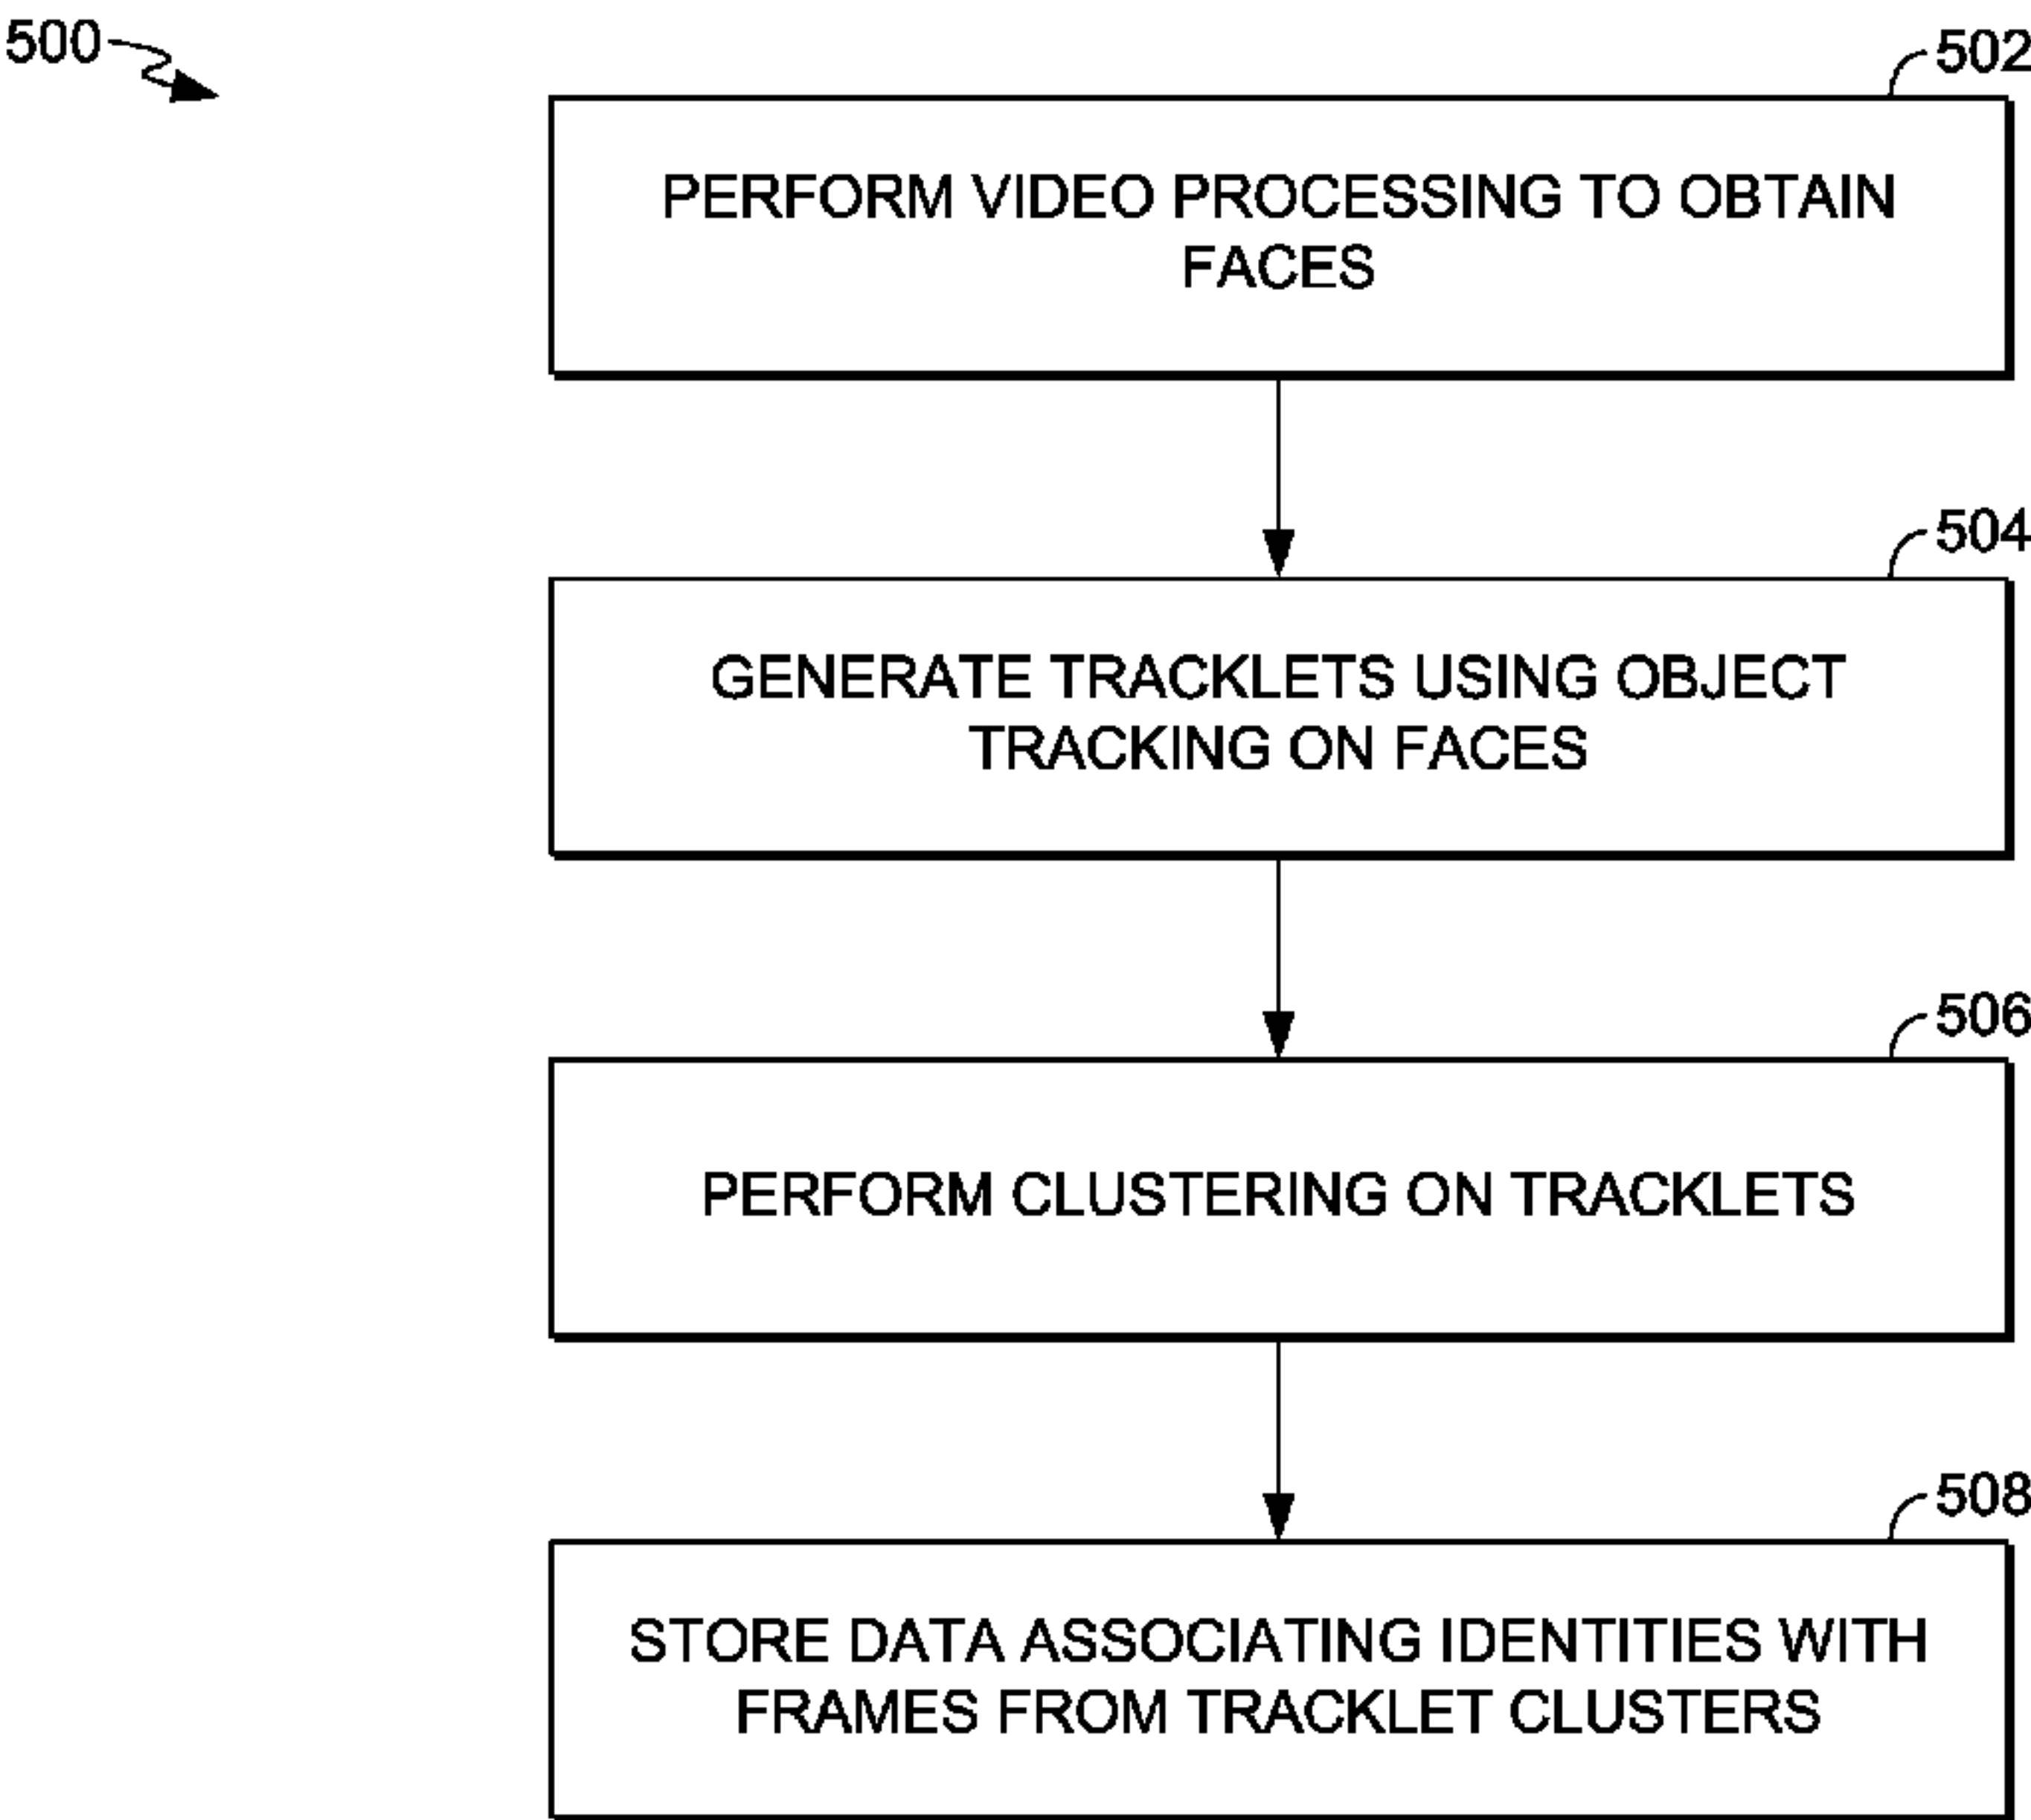 500
502
PERFORM VIDEO PROCESSING TO OBTAIN
FACES
504
GENERATE TRACKLETS USING OBJECT
TRACKING ON FACES
506
PERFORM CLUSTERING ON TRACKLETS
508
STORE DATA ASSOCIATING IDENTITIES WITH
FRAMES FROM TRACKLET CLUSTERS